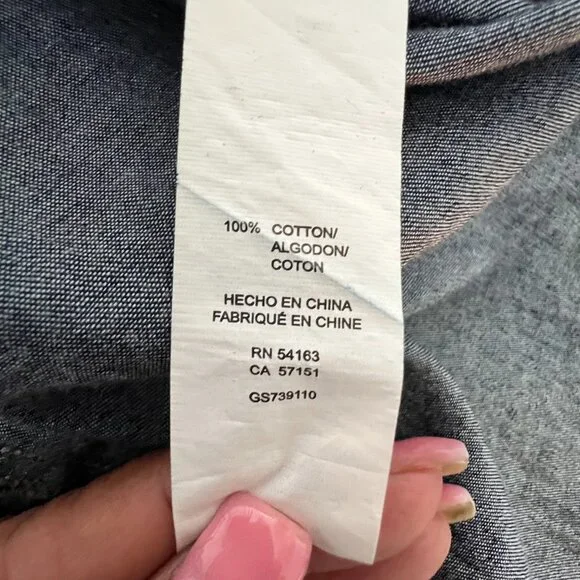 100% COTTON/
ALGODON/
COTON
HECHO EN CHINA
FABRIQUÉ EN CHINE
RN 54163
CA 57151
GS739110